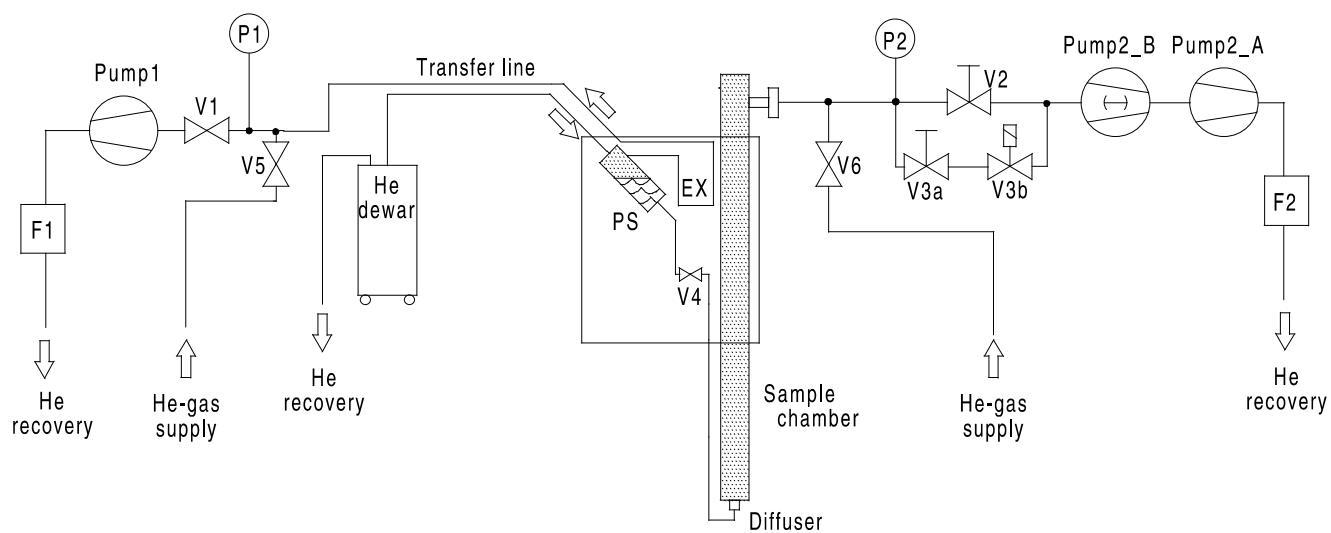 P1
P2
Pump1
Transfer line
V2
Pump2_B
Pump2_A
V1
V5
He
dewar
EX
PS
V6
V3a
V3b
F1
F2
V4
He
recovery
He-gas
supply
He
recovery
Sample
chamber
He-gas
supply
He
recovery
Diffuser